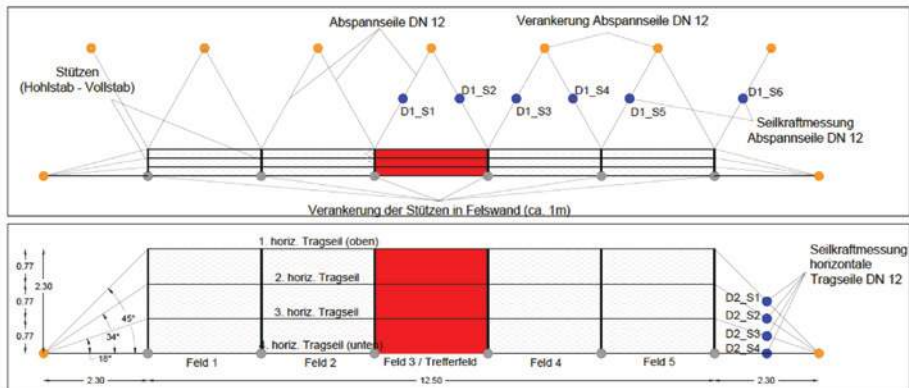 Abspannseile DN 12
Verankerung Abspannseile DN 12
Stützen
(Hohlstab - Vollstab)
D1_S1
D1_S2
D1_S3
D1_S4
D1_S5
D1_S6
Seilkraftmessung
Abspannseile DN 12
Verankerung der Stützen in Felswand (ca. 1m)
1. horiz. Tragseil (oben)
2. horiz. Tragseil
3. horiz. Tragseil
4. horiz. Tragseil (unten)
Seilkraftmessung
horizontale
Tragseile DN 12
0.77
0.77
0.77
2.30
45°
34°
18°
D2_S1
D2_S2
D2_S3
D2_S4
Feld 1
Feld 2
Feld 3 / Trefferfeld
Feld 4
Feld 5
2.30
12.50
2.30